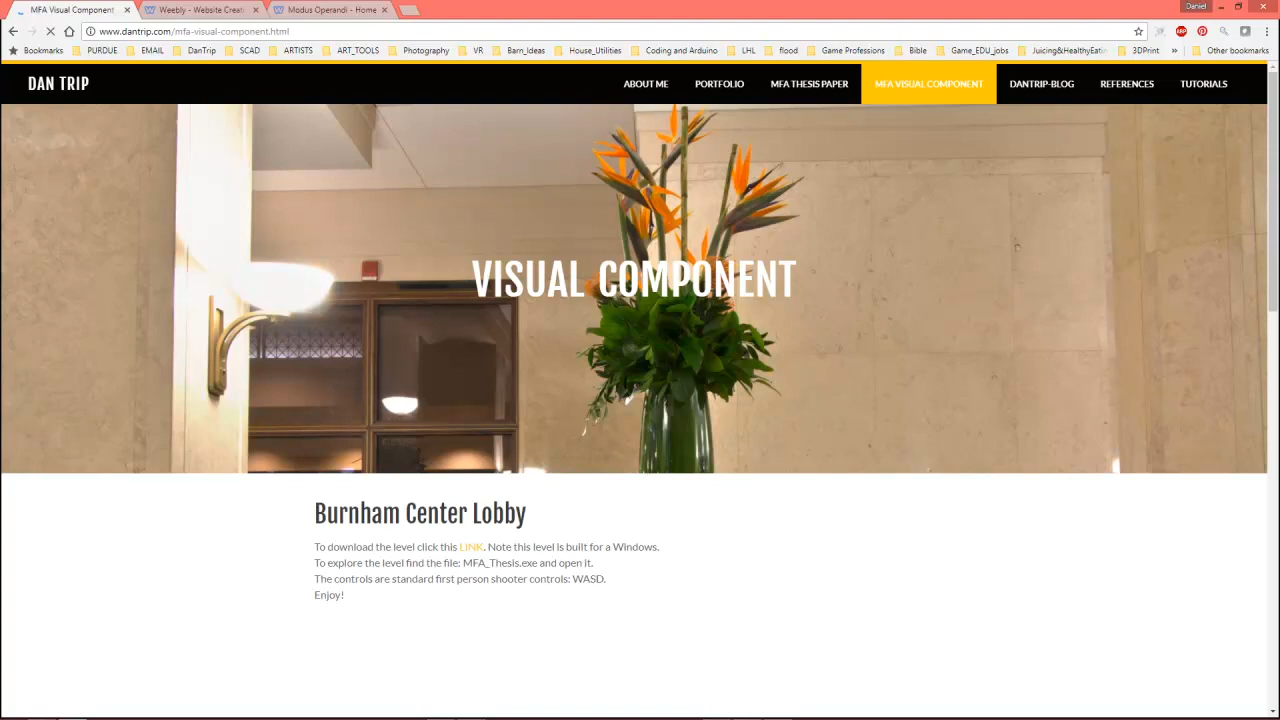 MFA Visual Component
Weebly - Website Creati
Modus Operandi - Home
Daniel
www.dantrip.com/mfa-visual-component.html
Bookmarks
PURDUE
EMAIL
DanTrip
SCAD
ARTISTS
ART_TOOLS
Photography
VR
Barn_Ideas
House_Utilities
Coding and Arduino
LHL
flood
Game Professions
Bible
Game_EDU_jobs
Juicing&HealthyEatin
3DPrint
»
Other bookmarks
DAN TRIP
ABOUT ME
PORTFOLIO
MFA THESIS PAPER
MFA VISUAL COMPONENT
DANTRIP-BLOG
REFERENCES
TUTORIALS
VISUAL COMPONENT
Burnham Center Lobby
To download the level click this LINK. Note this level is built for a Windows.
To explore the level find the file: MFA_Thesis.exe and open it.
The controls are standard first person shooter controls: WASD.
Enjoy!